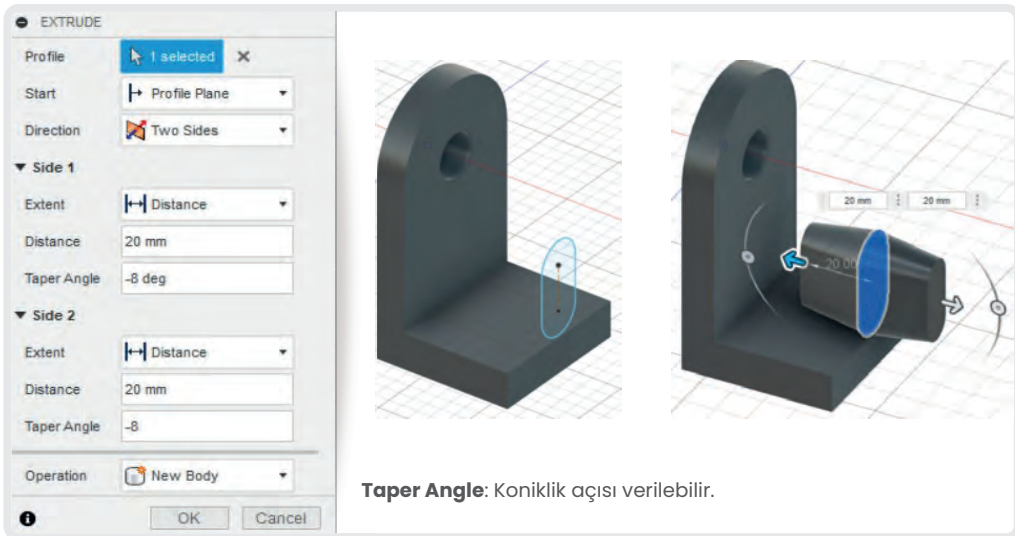 EXTRUDE
Profile 1 selected
Start Profile Plane
Direction Two Sides
Side 1
Extent Distance
Distance 20 mm
Taper Angle -8 deg
Side 2
Extent Distance
Distance 20 mm
Taper Angle -8
Operation New Body
OK Cancel
20 mm 20 mm
20.00
Taper Angle: Koniklik açısı verilebilir.